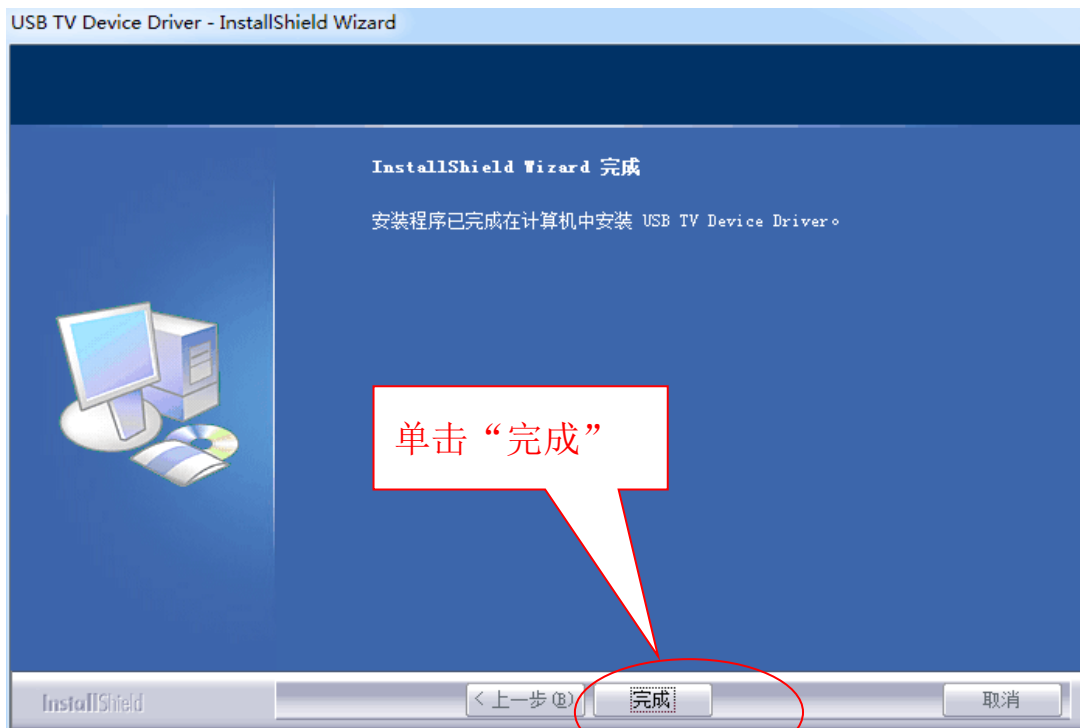 USB TV Device Driver - InstallShield Wizard
InstallShield Wizard 完成
安装程序已完成在计算机中安装 USB TV Device Driver。
单击“完成”
InstallShield
< 上一步(B)
完成
取消